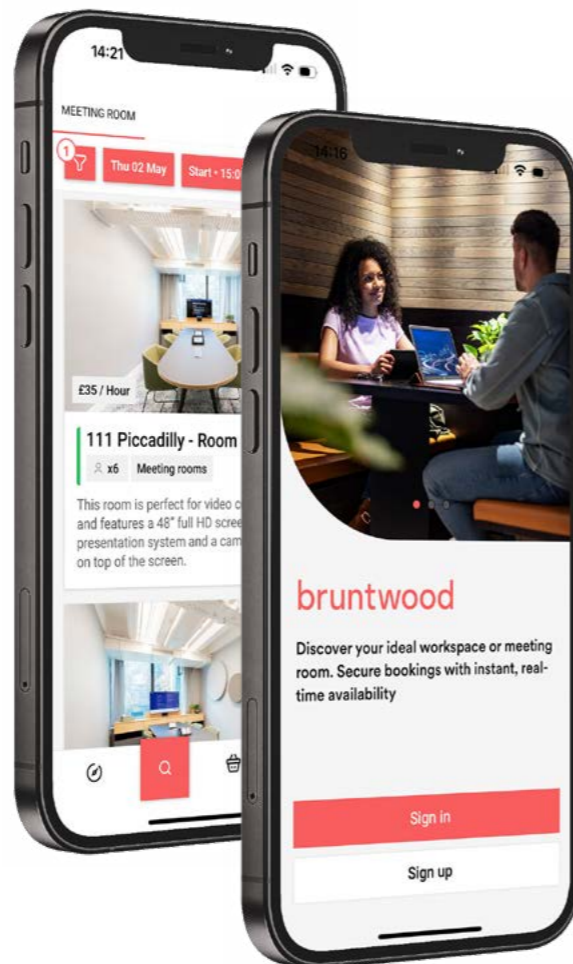 14:21
MEETING ROOM
1
Thu 02 May
Start • 15:0
£35 / Hour
111 Piccadilly - Room
x6 Meeting rooms
This room is perfect for video c
and features a 48" full HD scree
presentation system and a cam
on top of the screen.
14:16
bruntwood
Discover your ideal workspace or meeting
room. Secure bookings with instant, real-
time availability
Sign in
Sign up